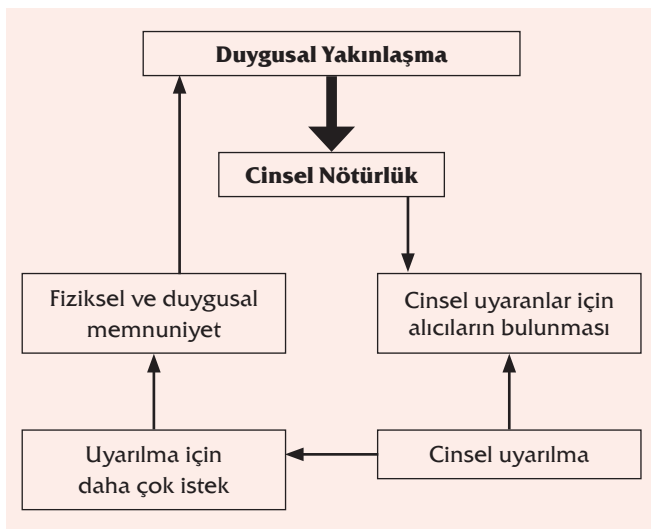 Duygusal Yakınlaşma
Cinsel Nötürlük
Fiziksel ve duygusal
memnuniyet
Cinsel uyaranlar için
alıcıların bulunması
Uyarılma için
daha çok istek
Cinsel uyarılma